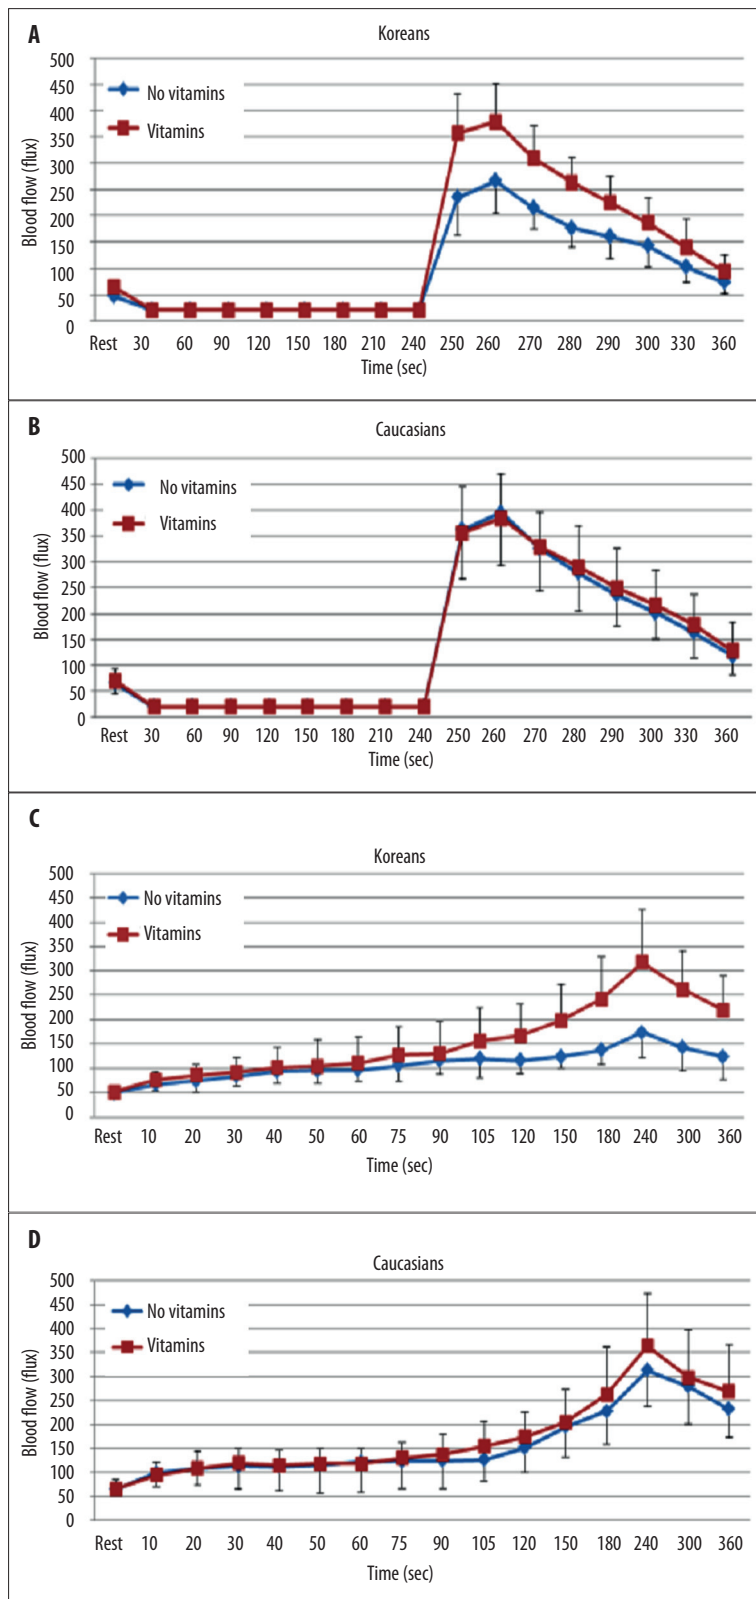 A
Koreans
500
450
400
350
300
250
200
150
100
50
0
Blood flow (flux)
No vitamins
Vitamins
Rest 30 60 90 120 150 180 210 240 250 260 270 280 290 300 330 360
Time (sec)
B
Caucasians
500
450
400
350
300
250
200
150
100
50
0
Blood flow (flux)
No vitamins
Vitamins
Rest 30 60 90 120 150 180 210 240 250 260 270 280 290 300 330 360
Time (sec)
C
Koreans
500
450
400
350
300
250
200
150
100
50
0
Blood flow (flux)
No vitamins
Vitamins
Rest 10 20 30 40 50 60 75 90 105 120 150 180 240 300 360
Time (sec)
D
Caucasians
500
450
400
350
300
250
200
150
100
50
0
Blood flow (flux)
No vitamins
Vitamins
Rest 10 20 30 40 50 60 75 90 105 120 150 180 240 300 360
Time (sec)